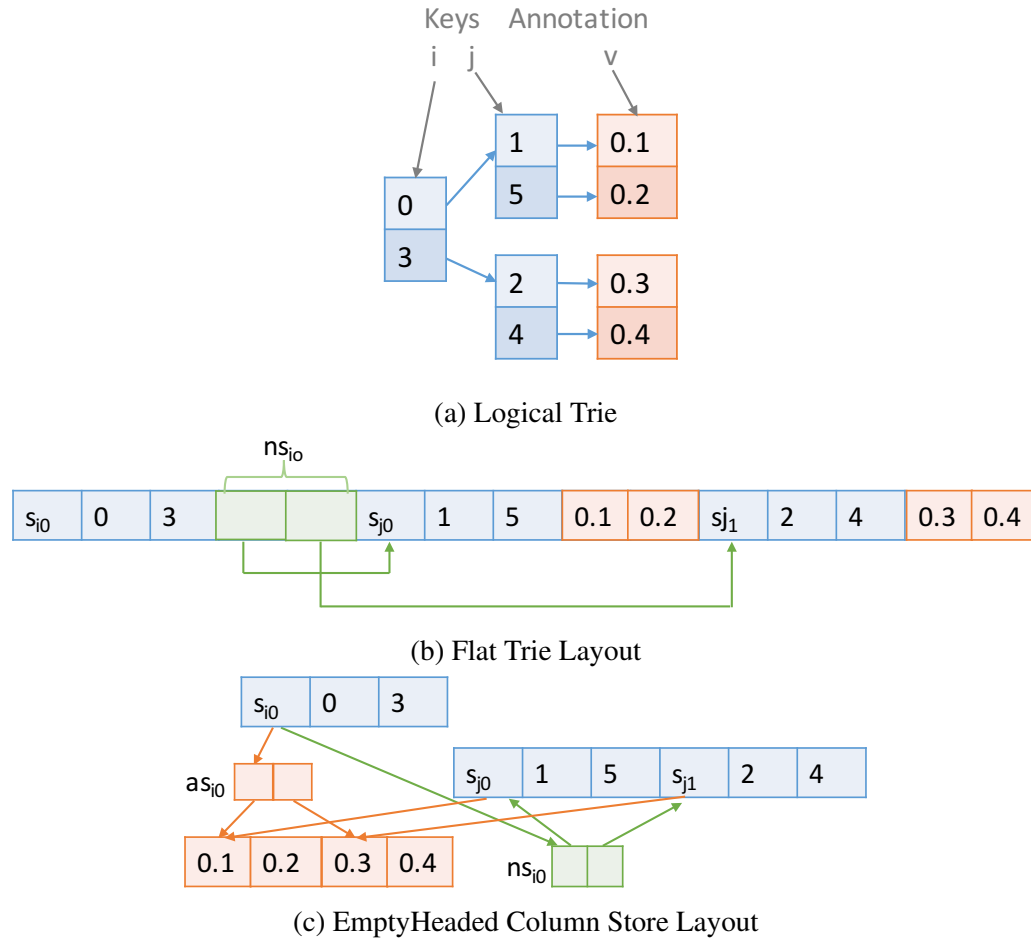 Keys Annotation
i j v
1 0.1
5 0.2
0
3
2 0.3
4 0.4
(a) Logical Trie
ns_io
s_i0 0 3 s_j0 1 5 0.1 0.2 sj_1 2 4 0.3 0.4
(b) Flat Trie Layout
s_i0 0 3
as_i0
s_j0 1 5 s_j1 2 4
0.1 0.2 0.3 0.4
ns_i0
(c) EmptyHeaded Column Store Layout